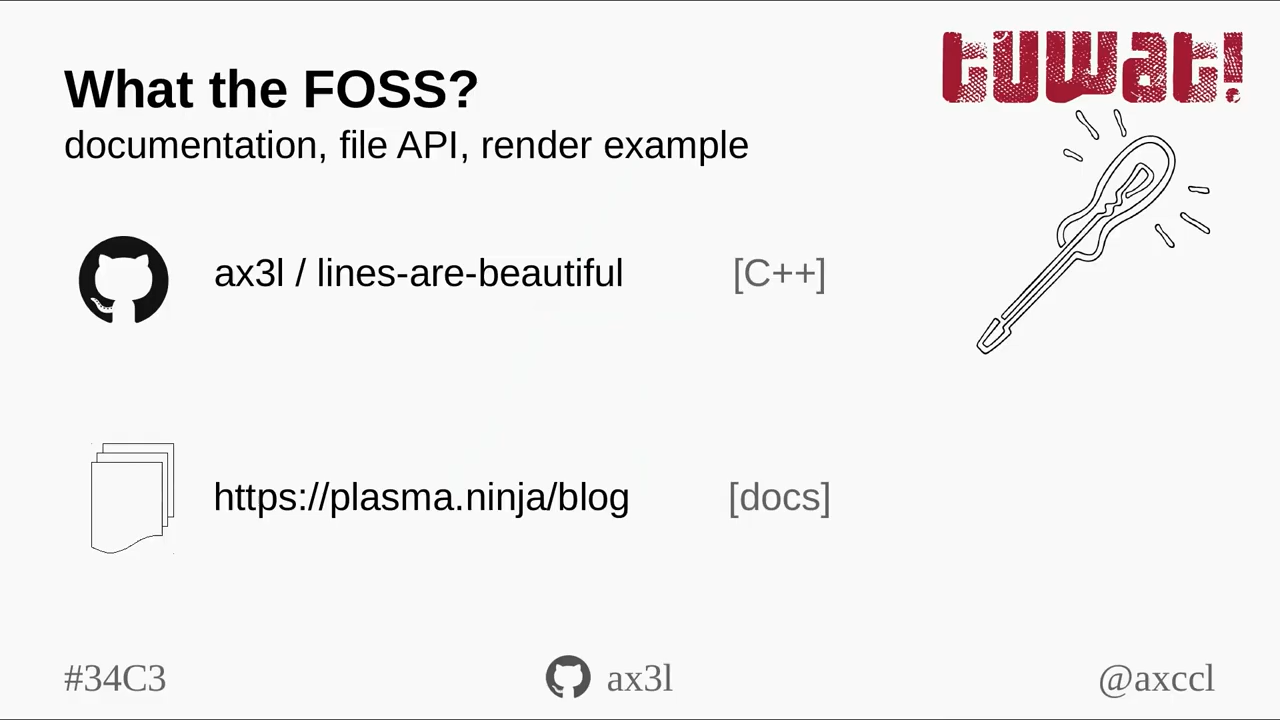 tuwat!
What the FOSS?
documentation, file API, render example
ax3l / lines-are-beautiful [C++]
https://plasma.ninja/blog [docs]
#34C3 ax3l @axccl